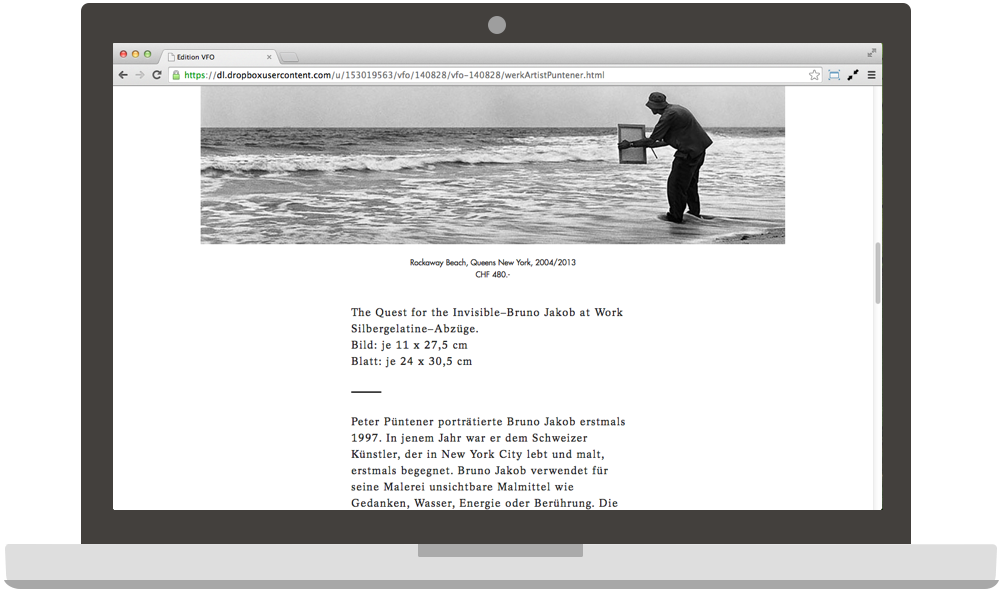 Edition VFO
https://dl.dropboxusercontent.com/u/153019563/vfo/140828/vfo-140828/werkArtistPuntener.html
Rockaway Beach, Queens New York, 2004/2013
CHF 480.-
The Quest for the Invisible–Bruno Jakob at Work
Silbergelatine–Abzüge.
Bild: je 11 x 27,5 cm
Blatt: je 24 x 30,5 cm
Peter Püntener porträtierte Bruno Jakob erstmals
1997. In jenem Jahr war er dem Schweizer
Künstler, der in New York City lebt und malt,
erstmals begegnet. Bruno Jakob verwendet für
seine Malerei unsichtbare Malmittel wie
Gedanken, Wasser, Energie oder Berührung. Die